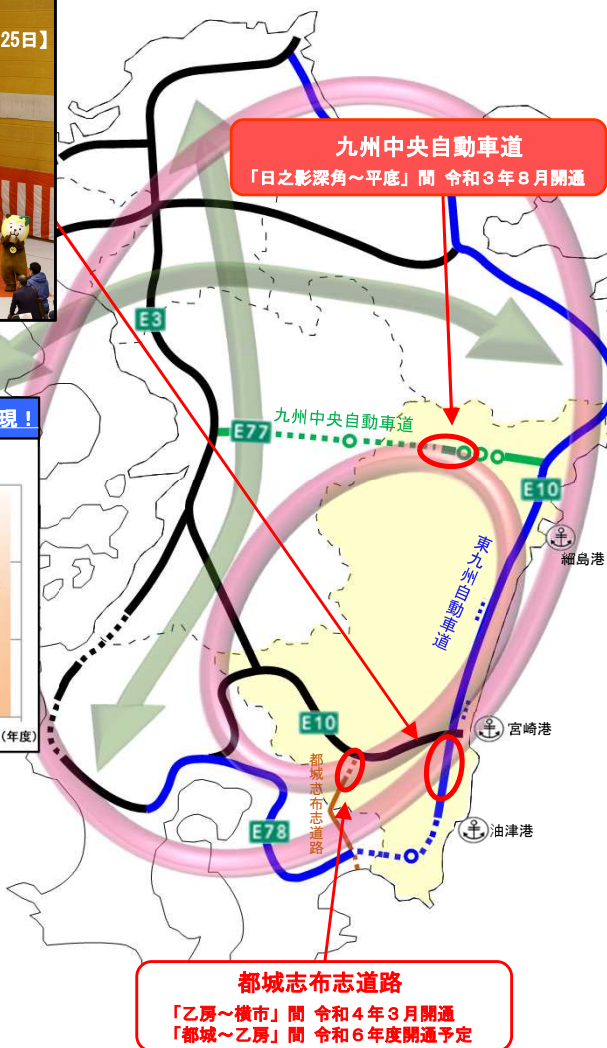 25日】
九州中央自動車道
「日之影深角～平底」間 令和３年８月開通
E3
現！
九州中央自動車道
E77
E10
細島港
東九州自動車道
（年度）
E10
宮崎港
都城志布志道路
E78
油津港
都城志布志道路
「乙房～横市」間 令和４年３月開通
「都城～乙房」間 令和６年度開通予定